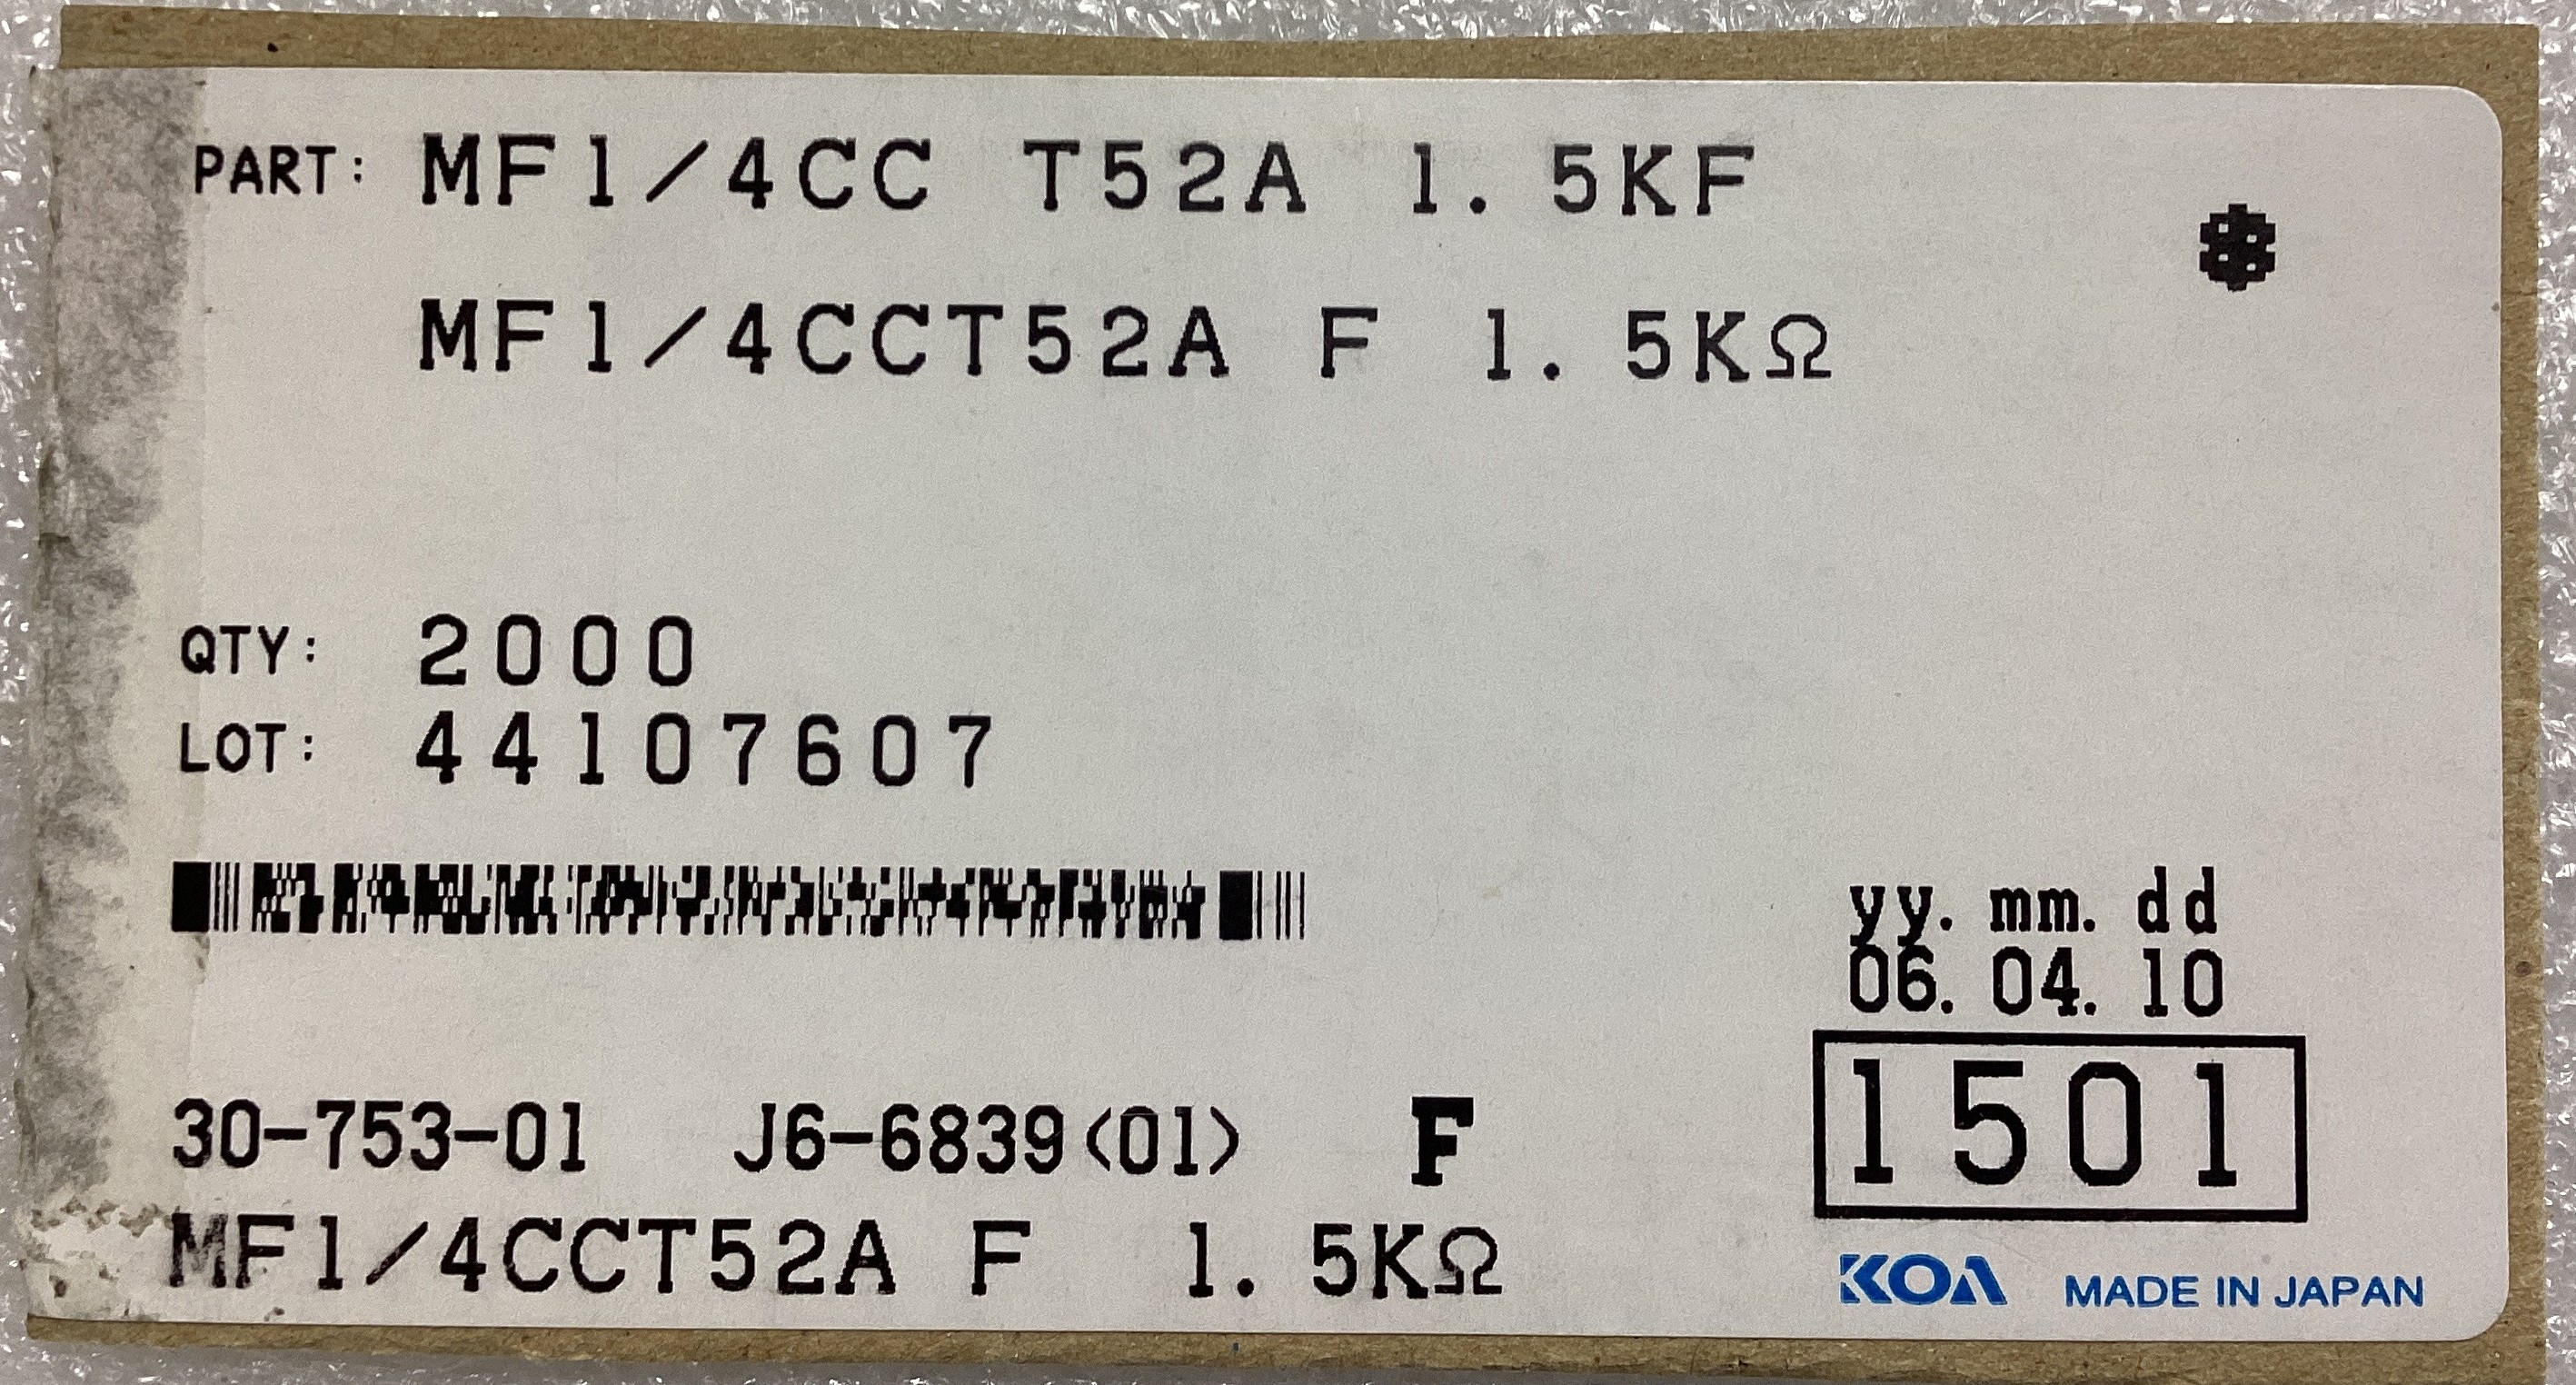 PART: MF1/4CC T52A 1.5KF
*
MF1/4CCT52A F 1.5KΩ
QTY: 2000
LOT: 44107607
yy.mm.dd
06.04.10
1501
30-753-01 J6-6839<01> F
MF1/4CCT52A F 1.5KΩ
KOA MADE IN JAPAN